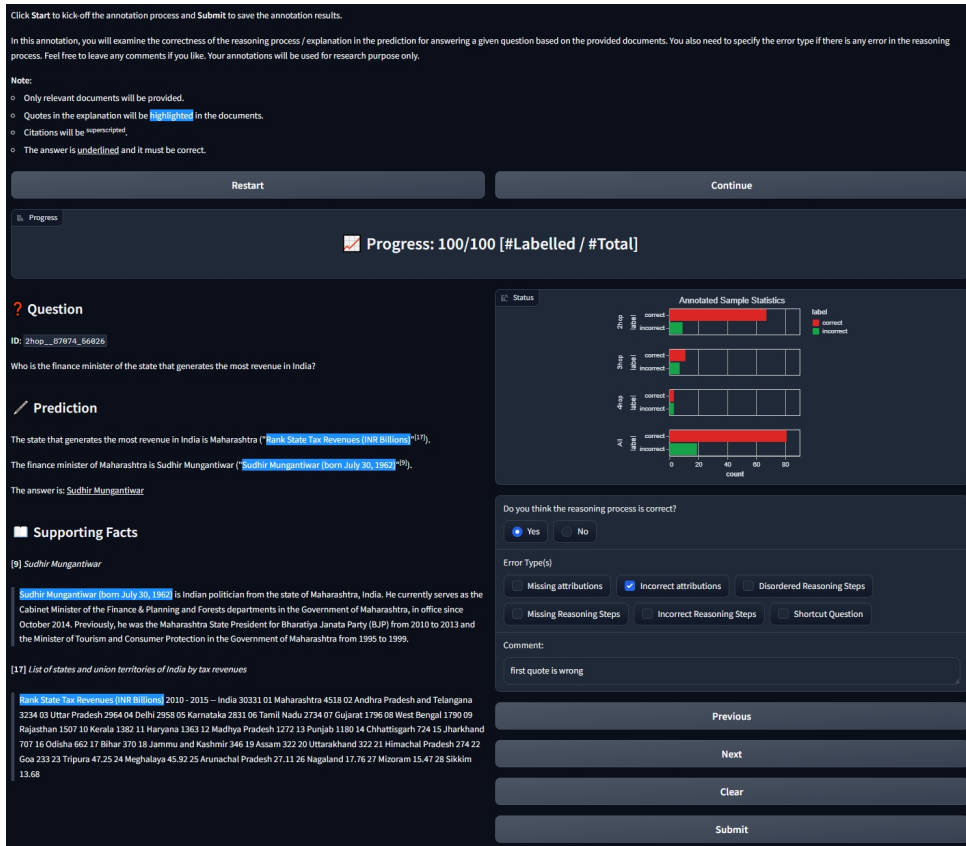 Click Start to kick-off the annotation process and Submit to save the annotation results.
In this annotation, you will examine the correctness of the reasoning process / explanation in the prediction for answering a given question based on the provided documents. You also need to specify the error type if there is any error in the reasoning
process. Feel free to leave any comments if you like. Your annotations will be used for research purpose only.
Note:
Only relevant documents will be provided.
Quotes in the explanation will be highlighted in the documents.
Citations will be superscripted.
The answer is underlined and it must be correct.
Restart
Continue
Progress
Progress: 100/100 [#Labelled / #Total]
Question
ID: 2hop__87074_56026
Who is the finance minister of the state that generates the most revenue in India?
Prediction
The state that generates the most revenue in India is Maharashtra ("Rank State Tax Revenues (INR Billions)"[17]).
The finance minister of Maharashtra is Sudhir Mungantiwar ("Sudhir Mungantiwar (born July 30, 1962)"[9]).
The answer is: Sudhir Mungantiwar
Supporting Facts
[9] Sudhir Mungantiwar
Sudhir Mungantiwar (born July 30, 1962) is Indian politician from the state of Maharashtra, India. He currently serves as the
Cabinet Minister of the Finance & Planning and Forests departments in the Government of Maharashtra, in office since
October 2014. Previously, he was the Maharashtra State President for Bharatiya Janata Party (BJP) from 2010 to 2013 and
the Minister of Tourism and Consumer Protection in the Government of Maharashtra from 1995 to 1999.
[17] List of states and union territories of India by tax revenues
Rank State Tax Revenues (INR Billions) 2010 - 2015 -- India 30331 01 Maharashtra 4518 02 Andhra Pradesh and Telangana
3234 03 Uttar Pradesh 2964 04 Delhi 2958 05 Karnataka 2831 06 Tamil Nadu 2734 07 Gujarat 1796 08 West Bengal 1790 09
Rajasthan 1507 10 Kerala 1382 11 Haryana 1363 12 Madhya Pradesh 1272 13 Punjab 1180 14 Chhattisgarh 724 15 Jharkhand
707 16 Odisha 662 17 Bihar 370 18 Jammu and Kashmir 346 19 Assam 322 20 Uttarakhand 322 21 Himachal Pradesh 274 22
Goa 233 23 Tripura 47.25 24 Meghalaya 45.92 25 Arunachal Pradesh 27.11 26 Nagaland 17.76 27 Mizoram 15.47 28 Sikkim
13.68
Status
Annotated Sample Statistics
label
correct
incorrect
2hop
label
correct
incorrect
3hop
label
correct
incorrect
4hop
label
correct
incorrect
All
label
correct
incorrect
0 20 40 60 80
count
Do you think the reasoning process is correct?
Yes
No
Error Type(s)
Missing attributions
Incorrect attributions
Disordered Reasoning Steps
Missing Reasoning Steps
Incorrect Reasoning Steps
Shortcut Question
Comment:
first quote is wrong
Previous
Next
Clear
Submit